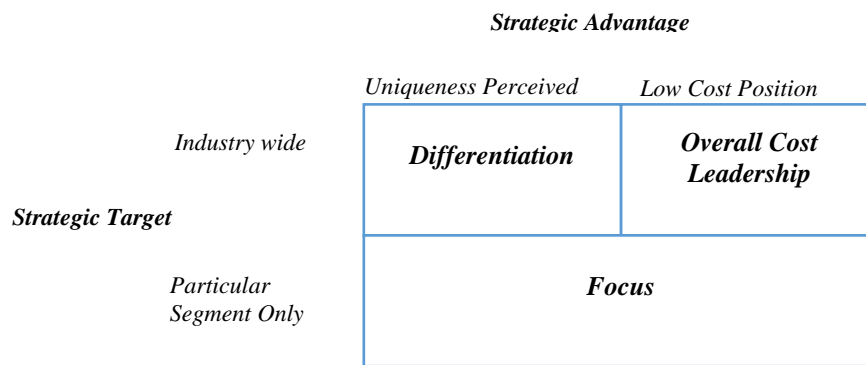 Strategic Advantage
Uniqueness Perceived
Low Cost Position
Industry wide
Differentiation
Overall Cost
Leadership
Strategic Target
Particular
Segment Only
Focus